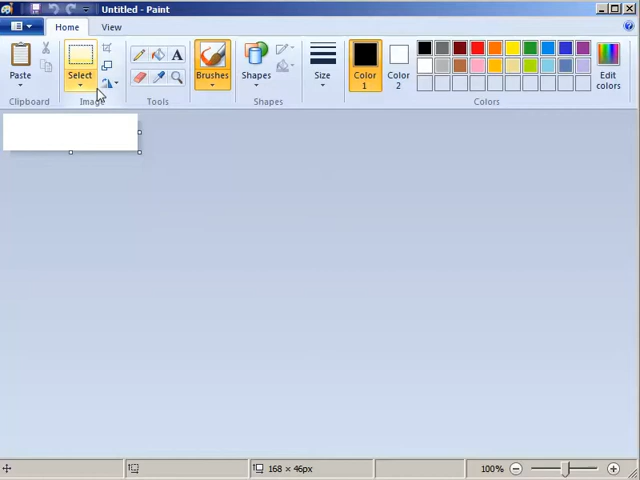 Untitled - Paint
Home View
Paste
Clipboard
Select
Image
A
Tools
Brushes
Shapes
Shapes
Size
Color 1
Color 2
Edit colors
Colors
168 × 46px
100%